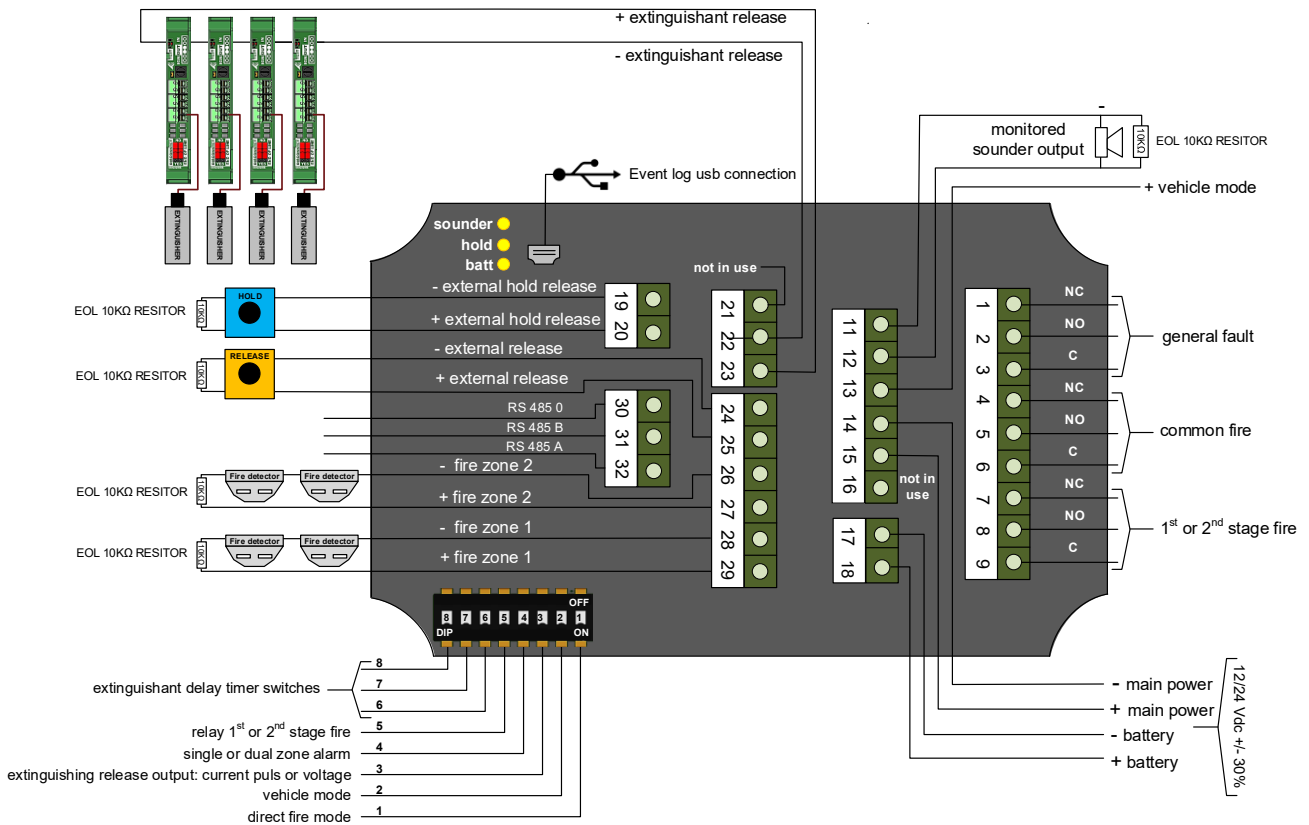 + extinguishant release
- extinguishant release
EXTINGUISHER
EXTINGUISHER
EXTINGUISHER
EXTINGUISHER
-
monitored
sounder output
10KΩ
EOL 10KΩ RESITOR
Event log usb connection
+ vehicle mode
sounder
hold
batt
not in use
EOL 10KΩ RESITOR
10KΩ
HOLD
- external hold release
+ external hold release
19
20
EOL 10KΩ RESITOR
10KΩ
RELEASE
- external release
+ external release
RS 485 0
RS 485 B
RS 485 A
30
31
32
EOL 10KΩ RESITOR
10KΩ
Fire detector
Fire detector
- fire zone 2
+ fire zone 2
EOL 10KΩ RESITOR
10KΩ
Fire detector
Fire detector
- fire zone 1
+ fire zone 1
21
22
23
24
25
26
27
28
29
11
12
13
14
15
16
not in
use
17
18
1
2
3
4
5
6
7
8
9
NC
NO
C
general fault
NC
NO
C
common fire
NC
NO
C
1st or 2nd stage fire
OFF
8 7 6 5 4 3 2 1
DIP ON
8
extinguishant delay timer switches 7
6
relay 1st or 2nd stage fire 5
single or dual zone alarm 4
extinguishing release output: current puls or voltage 3
vehicle mode 2
direct fire mode 1
- main power
+ main power
- battery
+ battery
12/24 Vdc +/- 30%